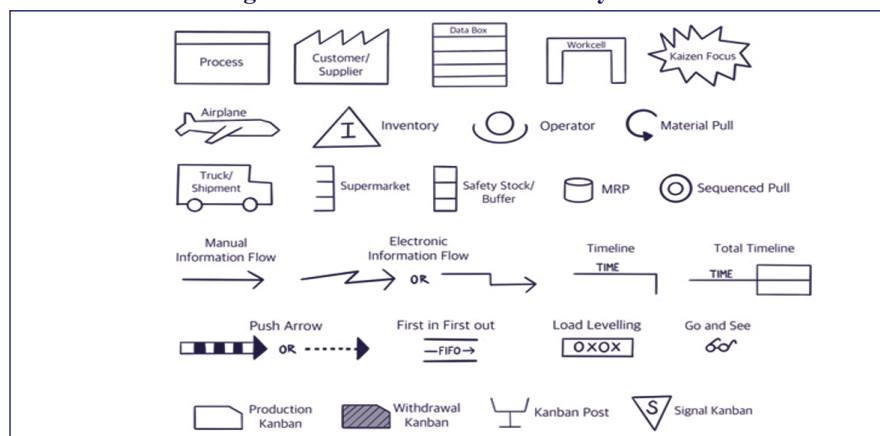 Process
Customer/
Supplier
Data Box
Workcell
Kaizen Focus
Airplane
I
Inventory
Operator
Material Pull
Truck/
Shipment
Supermarket
Safety Stock/
Buffer
MRP
Sequenced Pull
Manual
Information Flow
Electronic
Information Flow
OR
Timeline
TIME
Total Timeline
TIME
Push Arrow
OR
First in First out
FIFO
Load Levelling
OXOX
Go and See
Production
Kanban
Withdrawal
Kanban
Kanban Post
S
Signal Kanban